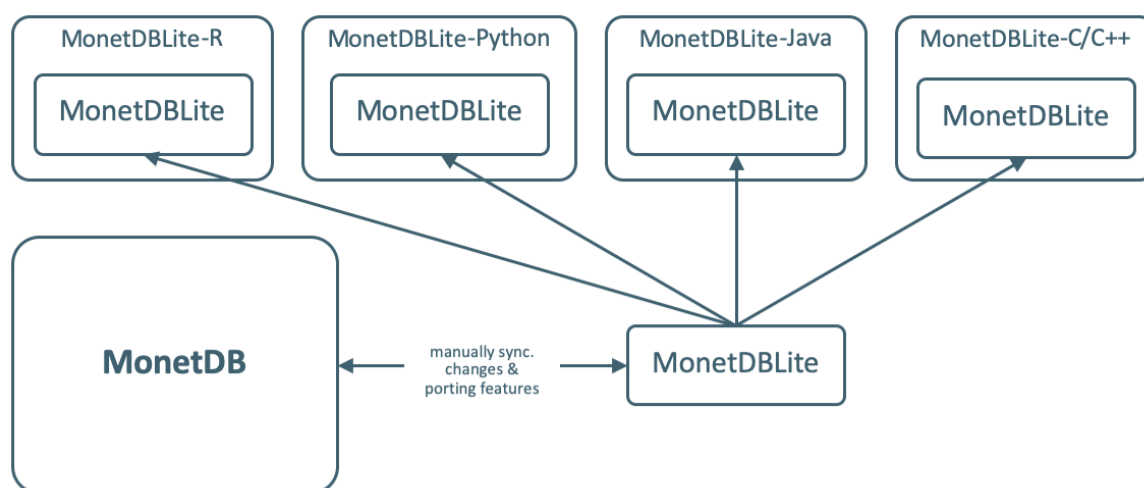 MonetDBLite-R
MonetDBLite-Python
MonetDBLite-Java
MonetDBLite-C/C++
MonetDBLite
MonetDBLite
MonetDBLite
MonetDBLite
MonetDB
manually sync.
changes &
porting features
MonetDBLite